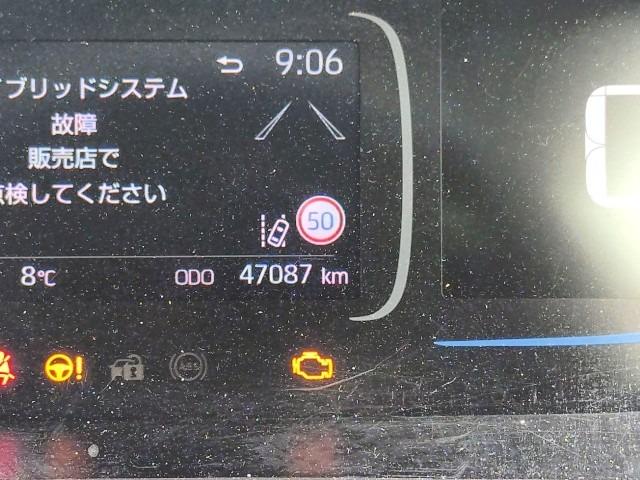 9:06
イブリッドシステム
故障
販売店で
点検してください
50
8℃ ODO 47087 km